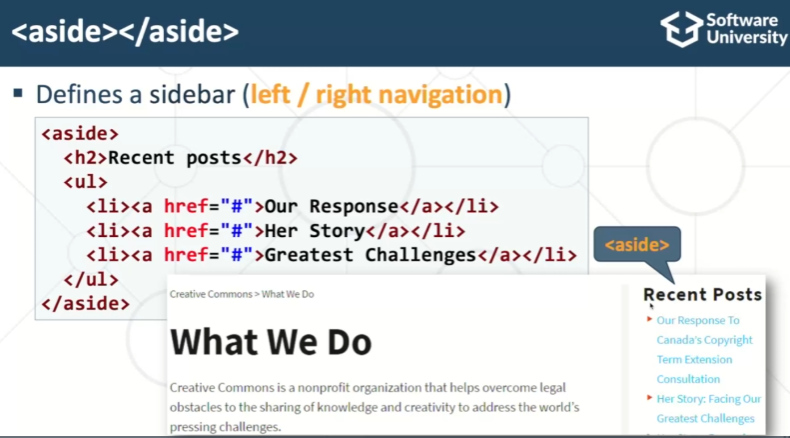 <aside></aside>
Software
University
▪ Defines a sidebar (left / right navigation)
<aside>
<h2>Recent posts</h2>
<ul>
<li><a href="#">Our Response</a></li>
<li><a href="#">Her Story</a></li>
<li><a href="#">Greatest Challenges</a></li>
</ul>
</aside>
<aside>
Creative Commons > What We Do
What We Do
Creative Commons is a nonprofit organization that helps overcome legal
obstacles to the sharing of knowledge and creativity to address the world's
pressing challenges.
Recent Posts
Our Response To
Canada's Copyright
Term Extension
Consultation
Her Story: Facing Our
Greatest Challenges